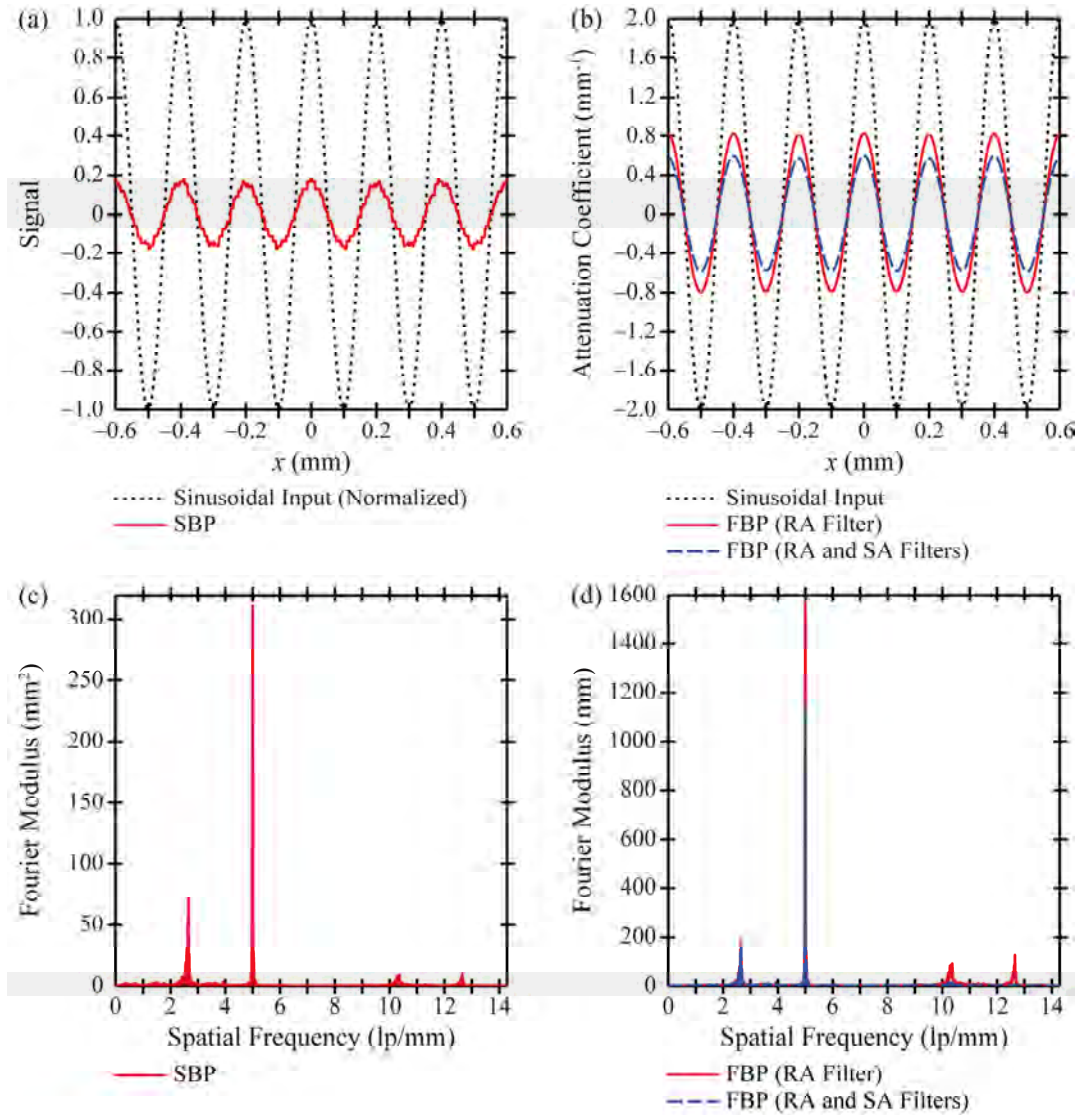 (a)
Signal
1.0
0.8
0.6
0.4
0.2
0
−0.2
−0.4
−0.6
−0.8
−1.0
−0.6 −0.4 −0.2 0 0.2 0.4 0.6
x (mm)
Sinusoidal Input (Normalized)
SBP
(b)
Attenuation Coefficient (mm⁻¹)
2.0
1.6
1.2
0.8
0.4
0
−0.4
−0.8
−1.2
−1.6
−2.0
−0.6 −0.4 −0.2 0 0.2 0.4 0.6
x (mm)
Sinusoidal Input
FBP (RA Filter)
FBP (RA and SA Filters)
(c)
Fourier Modulus (mm²)
300
250
200
150
100
50
0
0 2 4 6 8 10 12 14
Spatial Frequency (lp/mm)
SBP
(d)
Fourier Modulus (mm)
1600
1400
1200
1000
800
600
400
200
0
0 2 4 6 8 10 12 14
Spatial Frequency (lp/mm)
FBP (RA Filter)
FBP (RA and SA Filters)